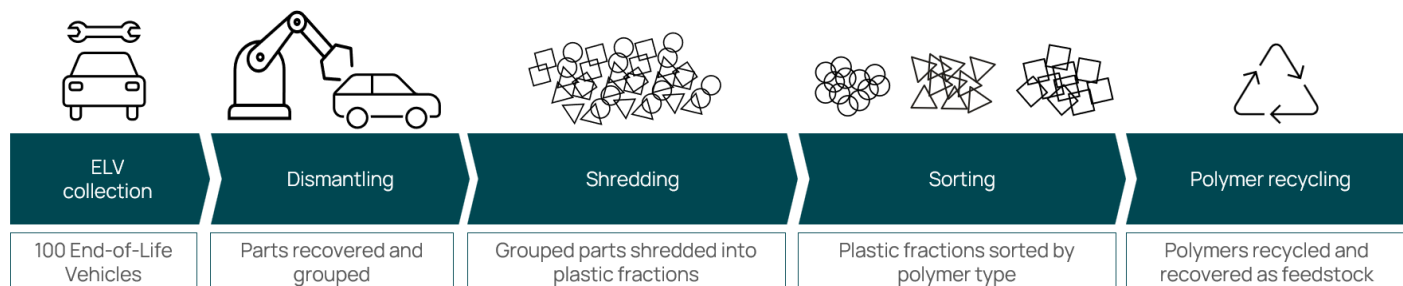 ELV
collection
Dismantling
Shredding
Sorting
Polymer recycling
100 End-of-Life
Vehicles
Parts recovered and
grouped
Grouped parts shredded into
plastic fractions
Plastic fractions sorted by
polymer type
Polymers recycled and
recovered as feedstock